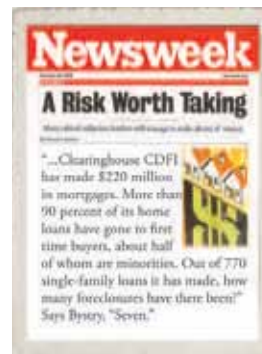 Newsweek
A Risk Worth Taking
"...Clearinghouse CDFI
has made $220 million
in mortgages. More than
90 percent of its home
loans have gone to first
time buyers, about half
of whom are minorities. Out of 770
single-family loans it has made, how
many foreclosures have there been?"
Says Bystry, "Seven."